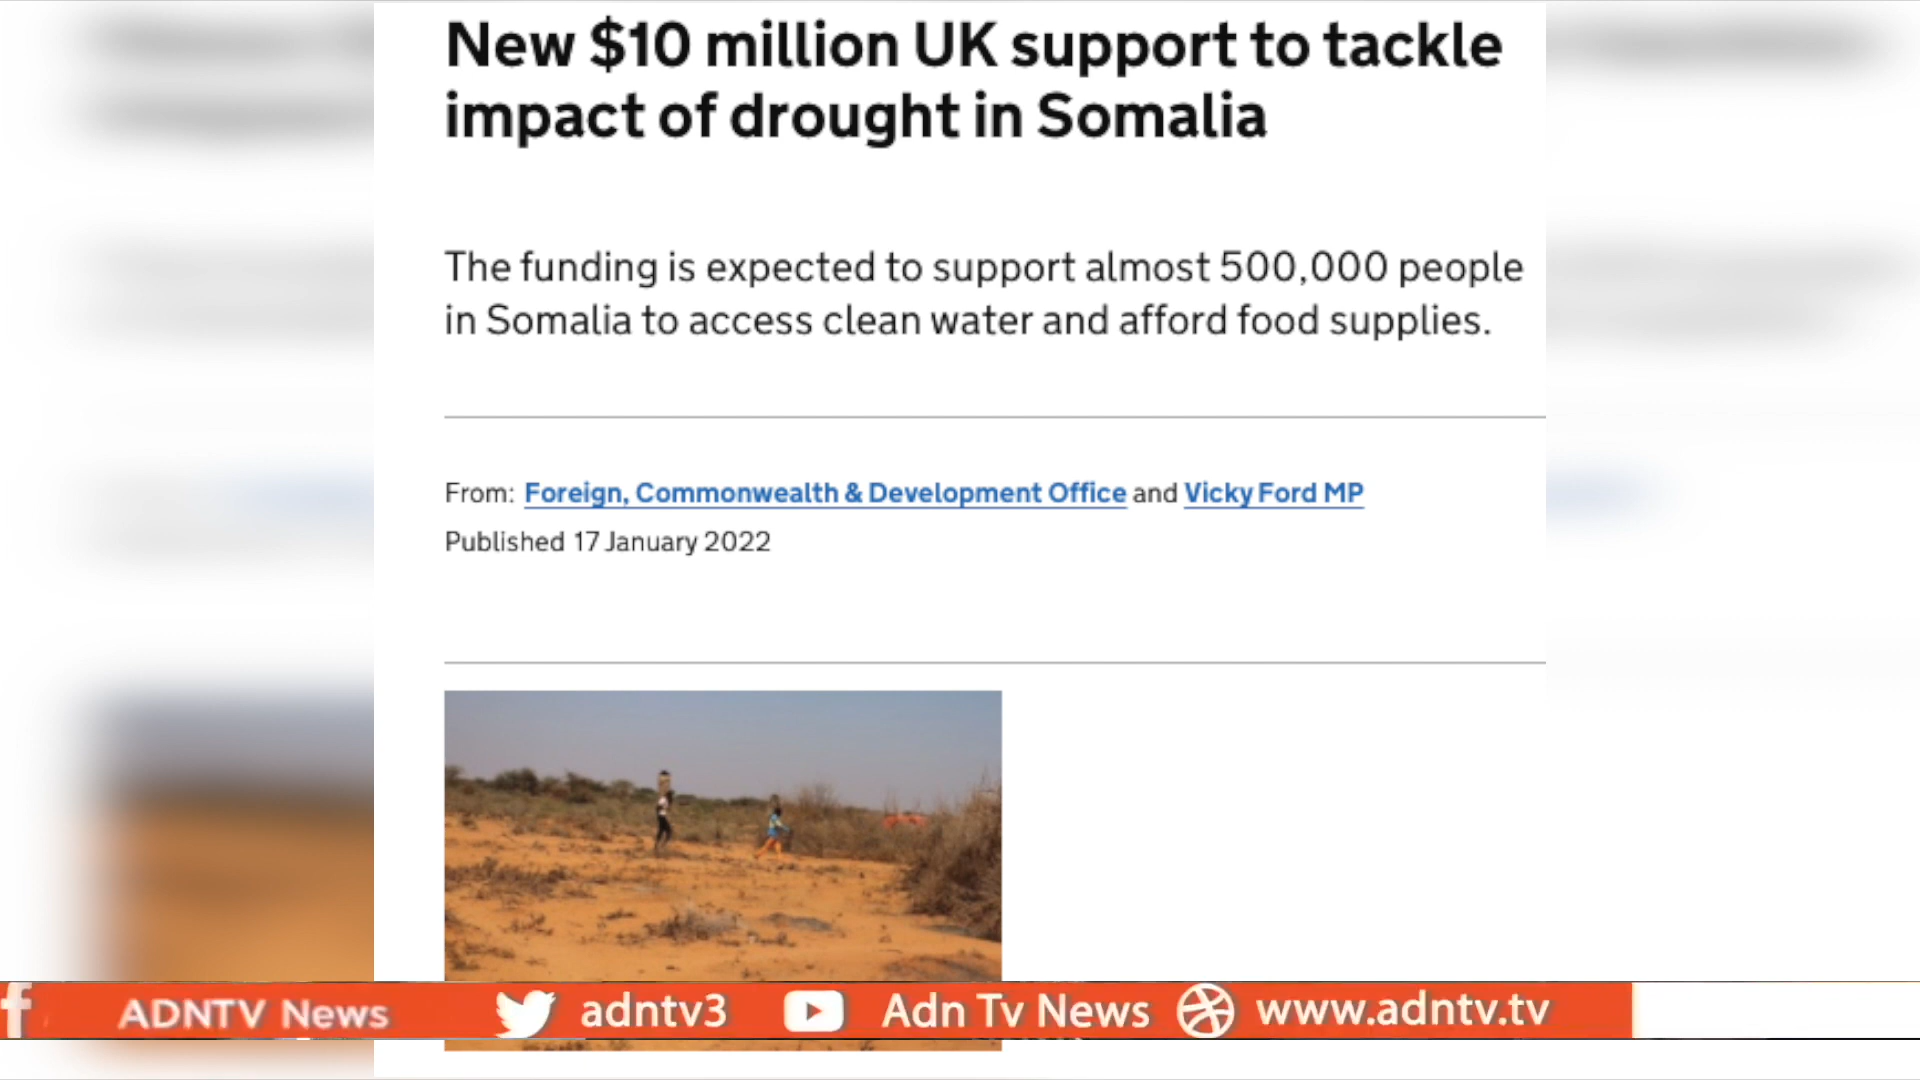 New $10 million UK support to tackle
impact of drought in Somalia
The funding is expected to support almost 500,000 people
in Somalia to access clean water and afford food supplies.
From: Foreign, Commonwealth & Development Office and Vicky Ford MP
Published 17 January 2022
ADNTV News adntv3 Adn Tv News www.adntv.tv